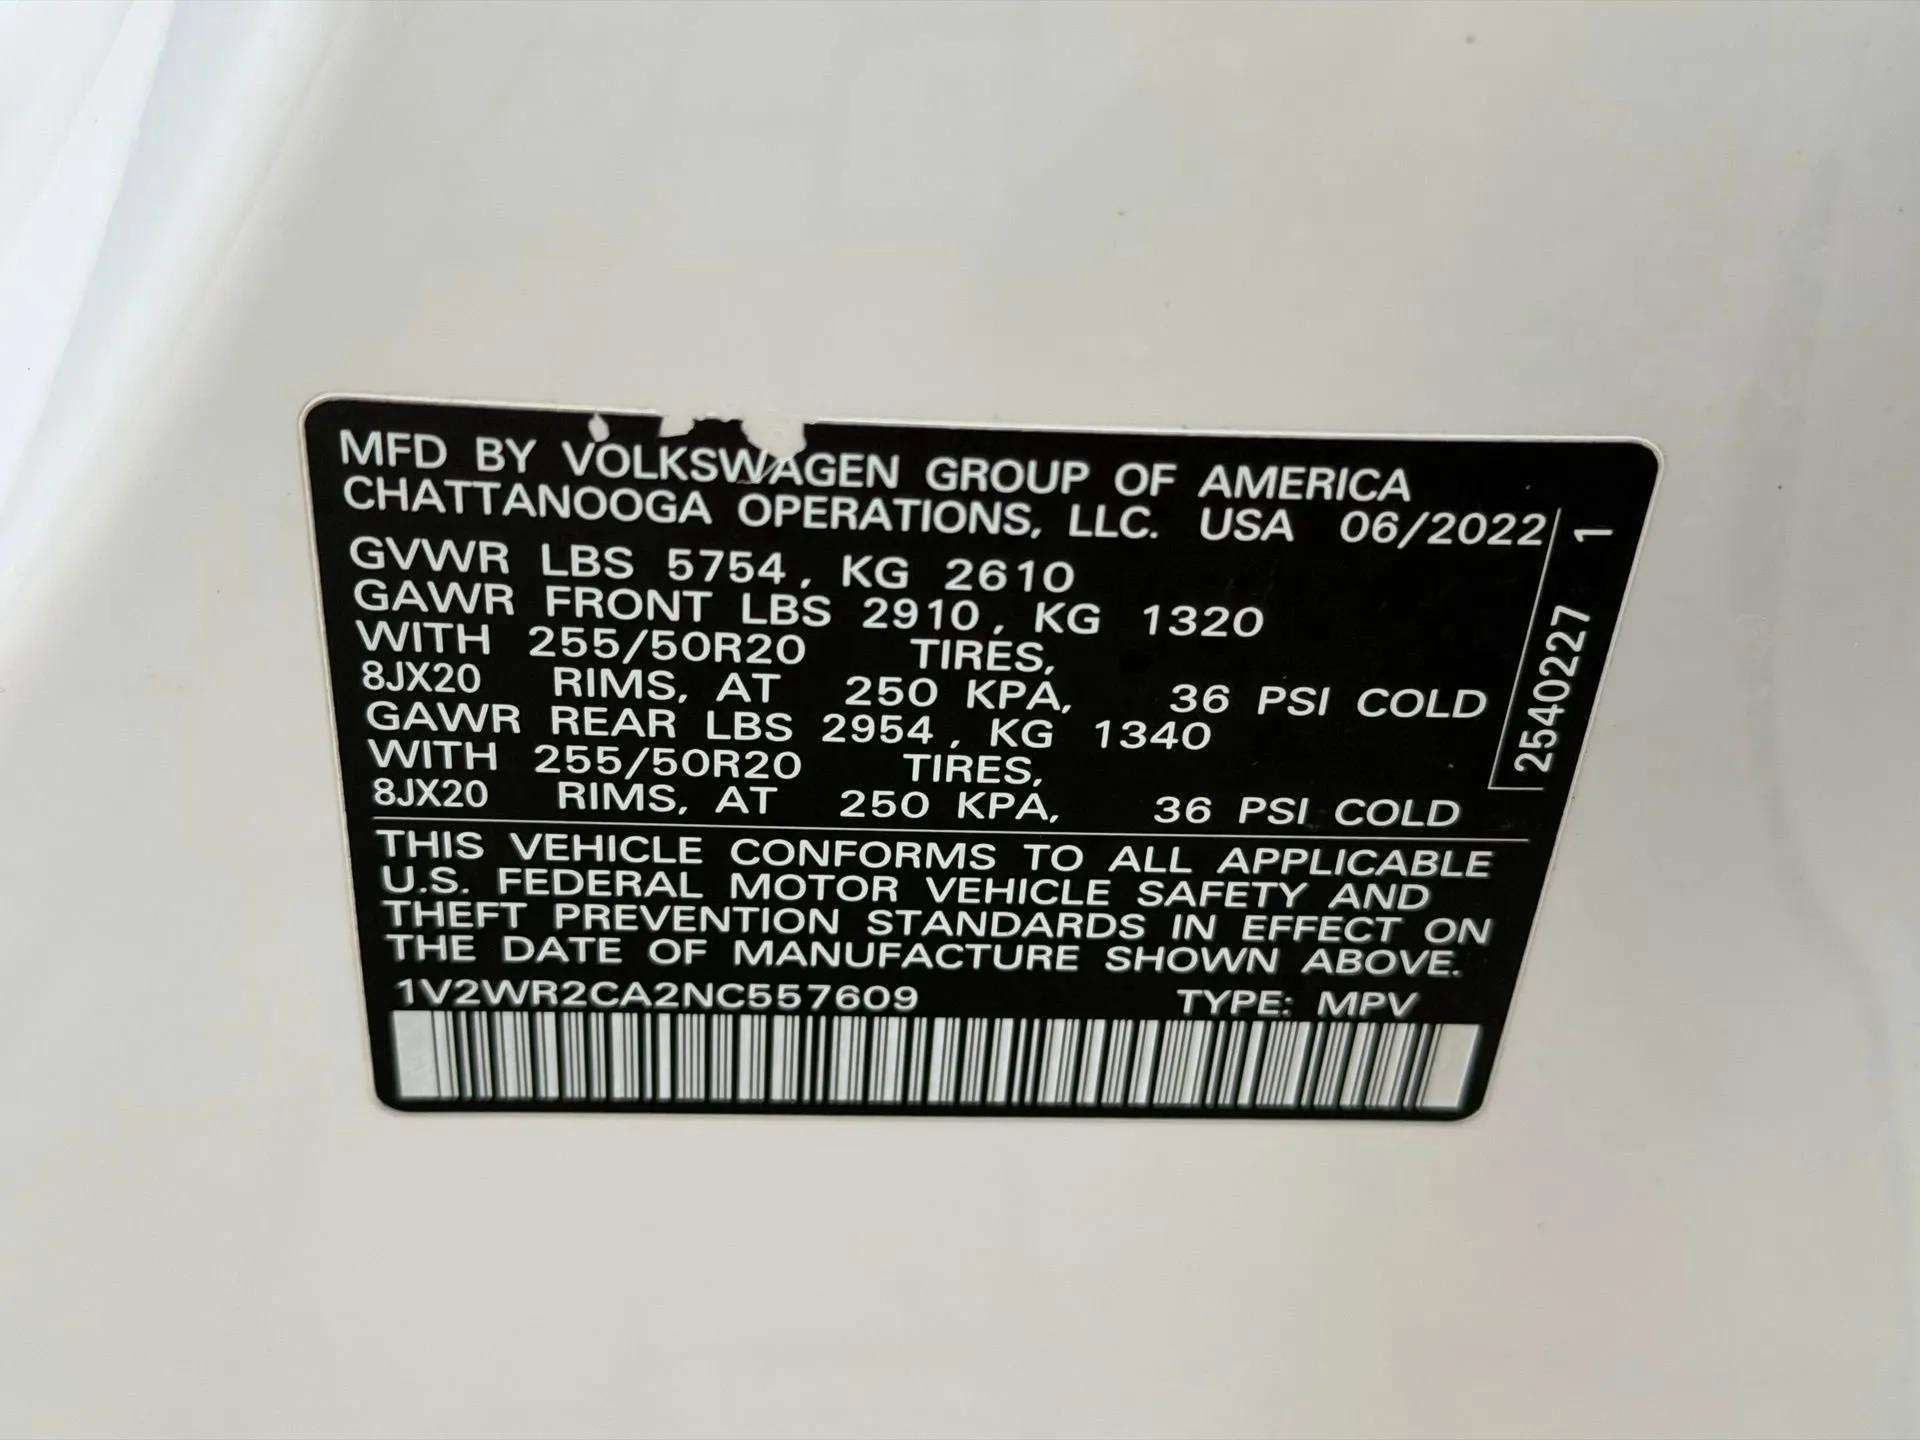 MFD BY VOLKSWAGEN GROUP OF AMERICA
CHATTANOOGA OPERATIONS, LLC. USA 06/2022
GVWR LBS 5754, KG 2610
GAWR FRONT LBS 2910, KG 1320
WITH 255/50R20 TIRES,
8JX20 RIMS, AT 250 KPA, 36 PSI COLD
GAWR REAR LBS 2954, KG 1340
WITH 255/50R20 TIRES,
8JX20 RIMS, AT 250 KPA, 36 PSI COLD
2540227 1
THIS VEHICLE CONFORMS TO ALL APPLICABLE
U.S. FEDERAL MOTOR VEHICLE SAFETY AND
THEFT PREVENTION STANDARDS IN EFFECT ON
THE DATE OF MANUFACTURE SHOWN ABOVE.
1V2WR2CA2NC557609 TYPE: MPV